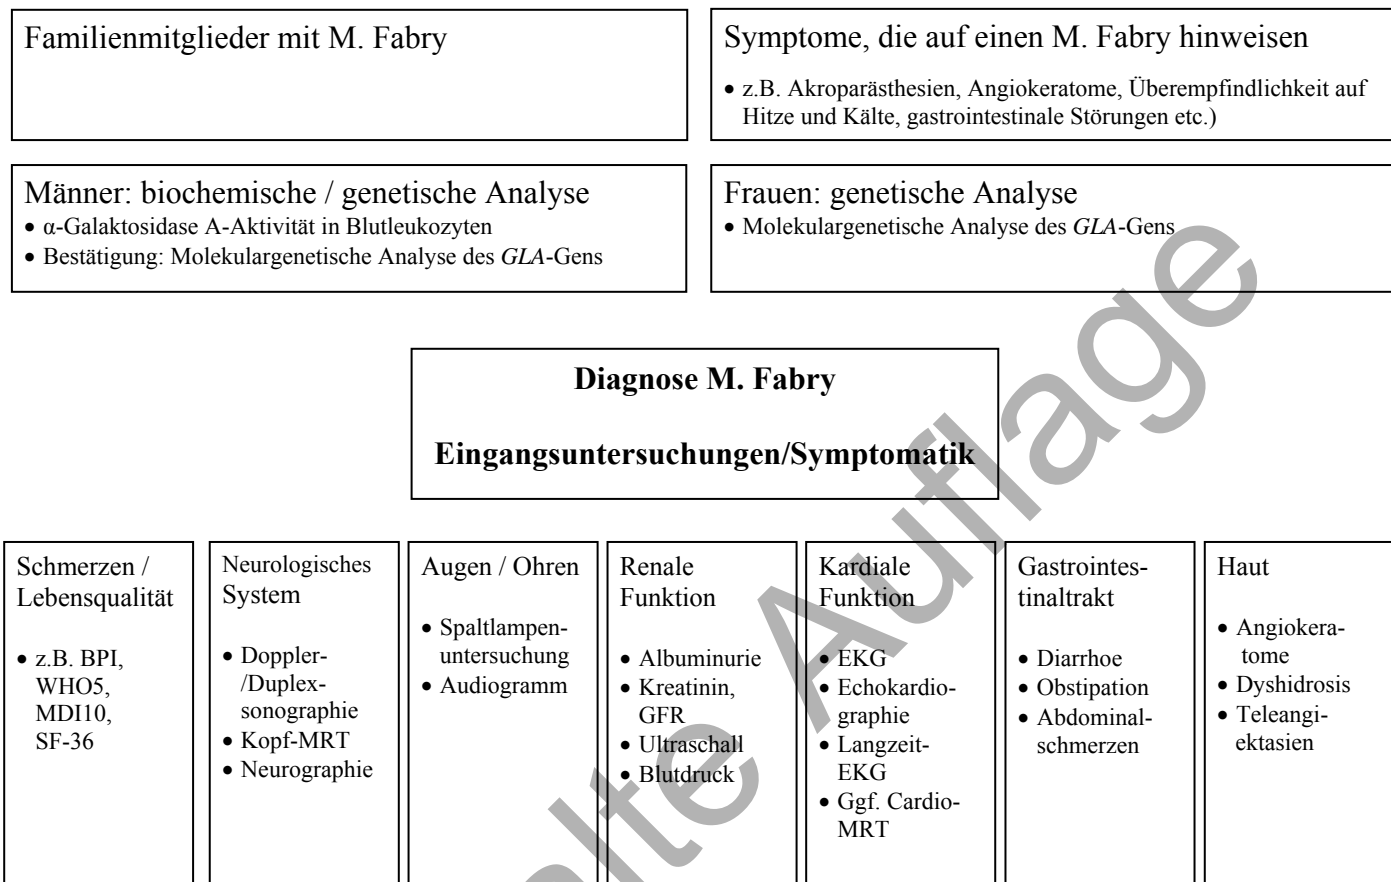 Familienmitglieder mit M. Fabry
Symptome, die auf einen M. Fabry hinweisen
• z.B. Akroparästhesien, Angiokeratome, Überempfindlichkeit auf
Hitze und Kälte, gastrointestinale Störungen etc.)
Männer: biochemische / genetische Analyse
• α-Galaktosidase A-Aktivität in Blutleukozyten
• Bestätigung: Molekulargenetische Analyse des GLA-Gens
Frauen: genetische Analyse
• Molekulargenetische Analyse des GLA-Gens
Diagnose M. Fabry
Eingangsuntersuchungen/Symptomatik
Schmerzen /
Lebensqualität
• z.B. BPI,
WHO5,
MDI10,
SF-36
Neurologisches
System
• Doppler-
/Duplex-
sonographie
• Kopf-MRT
• Neurographie
Augen / Ohren
• Spaltlampen-
untersuchung
• Audiogramm
Renale
Funktion
• Albuminurie
• Kreatinin,
GFR
• Ultraschall
• Blutdruck
Kardiale
Funktion
• EKG
• Echokardio-
graphie
• Langzeit-
EKG
• Ggf. Cardio-
MRT
Gastrointes-
tinaltrakt
• Diarrhoe
• Obstipation
• Abdominal-
schmerzen
Haut
• Angiokera-
tome
• Dyshidrosis
• Teleangi-
ektasien
alte Auflage